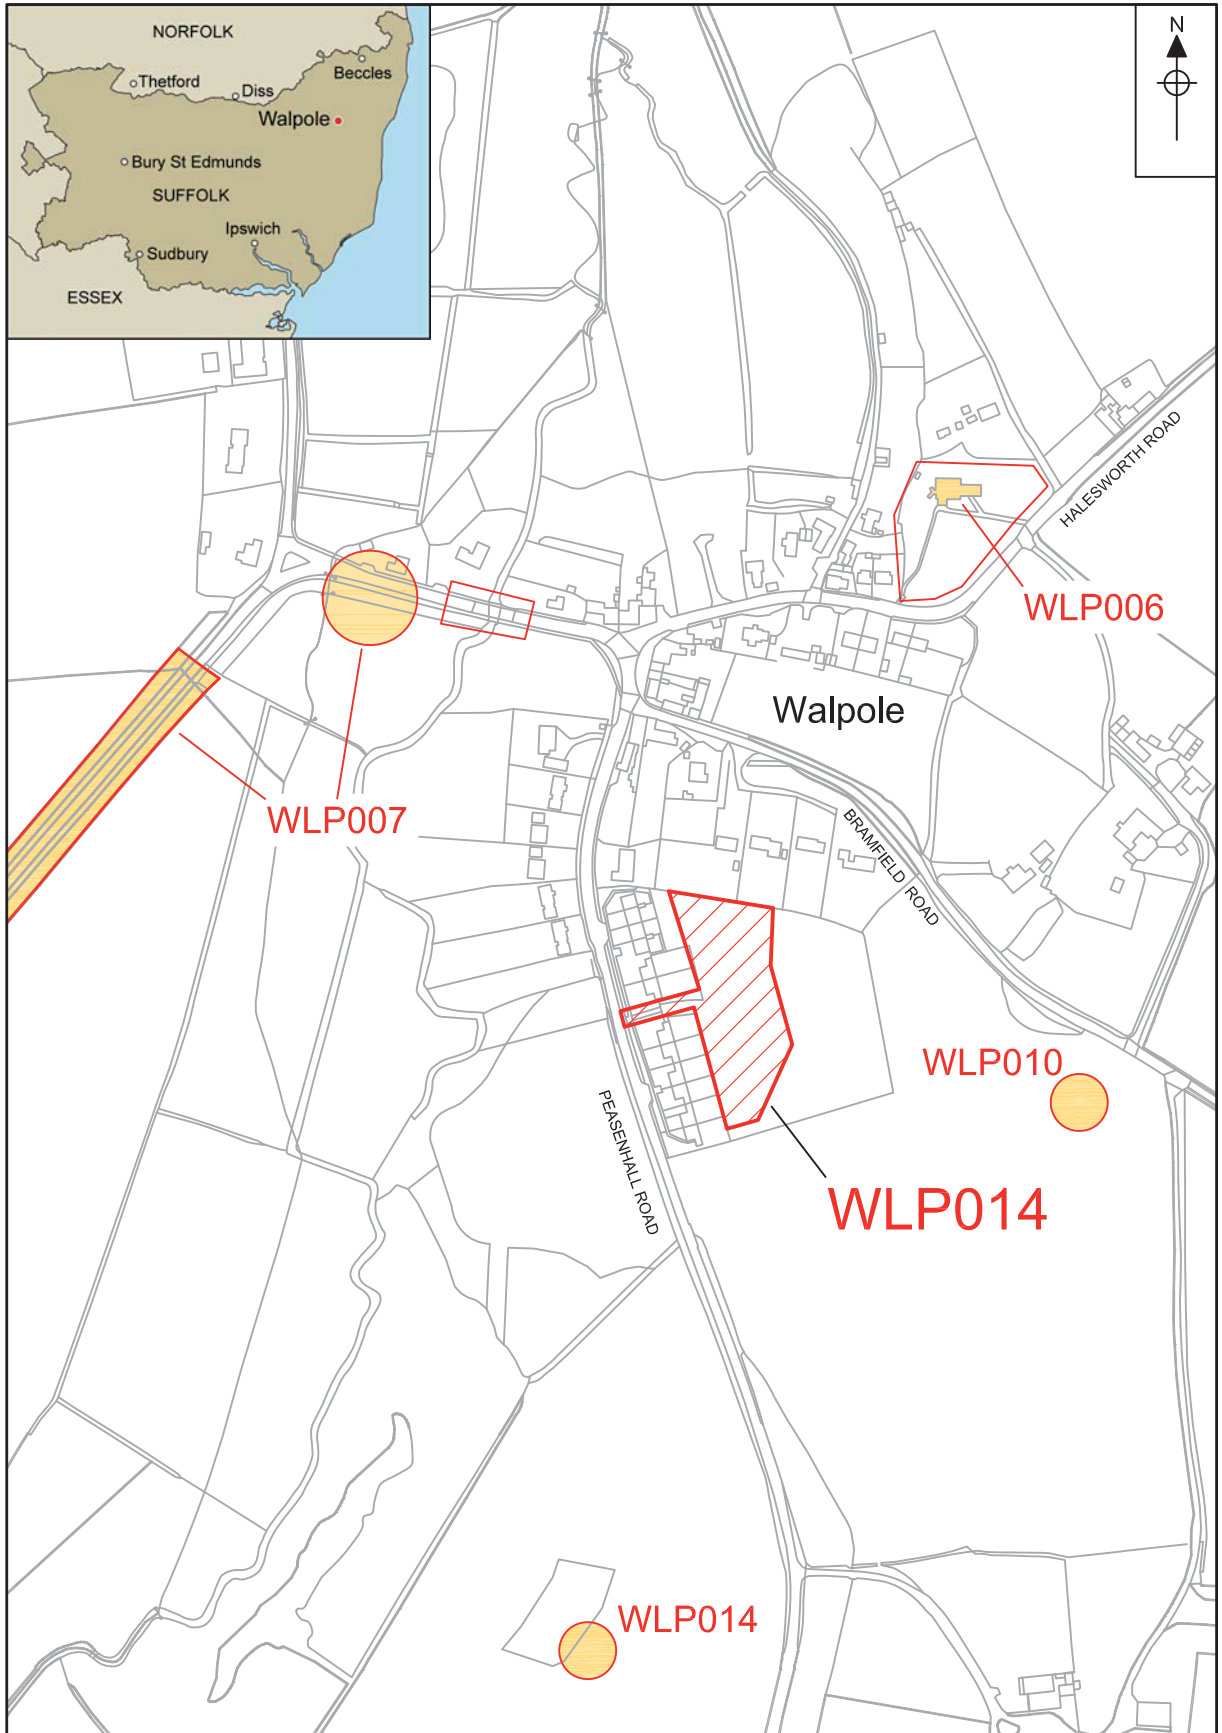 NORFOLK
Beccles
Thetford
Diss
Walpole
Bury St Edmunds
SUFFOLK
Ipswich
Sudbury
ESSEX
N
HALESWORTH ROAD
WLP006
Walpole
WLP007
BRAMFIELD ROAD
WLP010
PEASENHALL ROAD
WLP014
WLP014